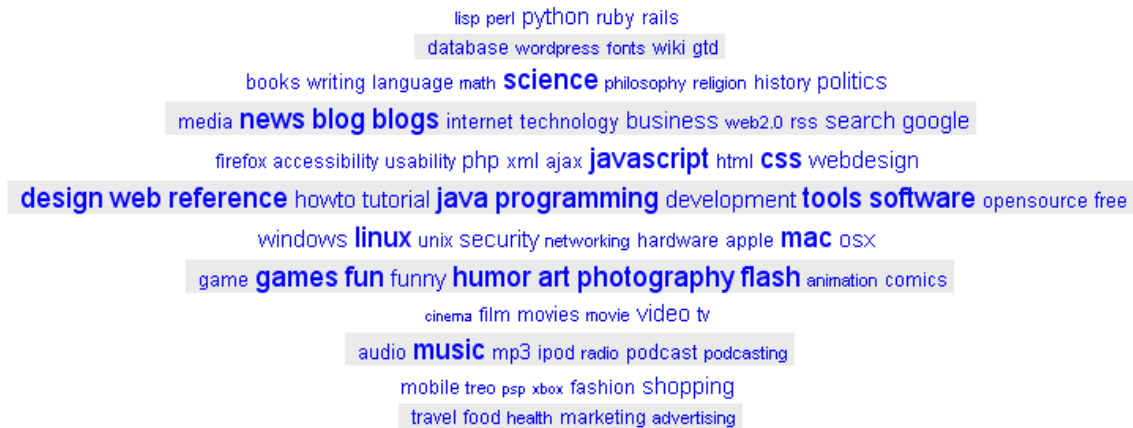 lisp perl python ruby rails
database wordpress fonts wiki gtd
books writing language math science philosophy religion history politics
media news blog blogs internet technology business web2.0 rss search google
firefox accessibility usability php xml ajax javascript html css webdesign
design web reference howto tutorial java programming development tools software opensource free
windows linux unix security networking hardware apple mac osx
game games fun funny humor art photography flash animation comics
cinema film movies movie video tv
audio music mp3 ipod radio podcast podcasting
mobile treo psp xbox fashion shopping
travel food health marketing advertising